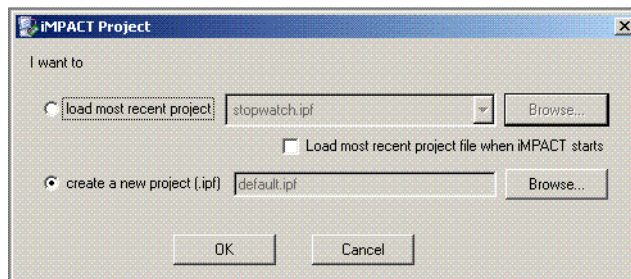 iMPACT Project
I want to
load most recent project stopwatch.ipf Browse...
Load most recent project file when iMPACT starts
create a new project (.ipf) default.ipf Browse...
OK Cancel